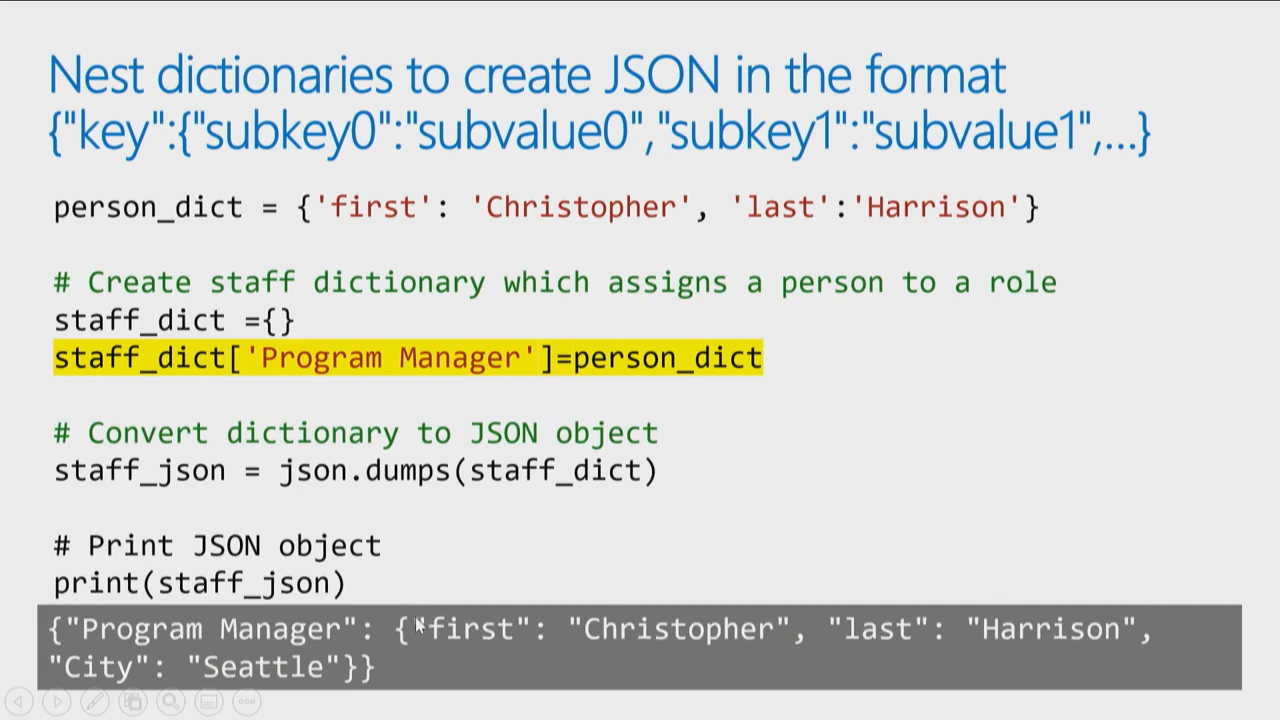 Nest dictionaries to create JSON in the format
{"key":{"subkey0":"subvalue0","subkey1":"subvalue1",...}
person_dict = {'first': 'Christopher', 'last':'Harrison'}
# Create staff dictionary which assigns a person to a role
staff_dict ={}
staff_dict['Program Manager']=person_dict
# Convert dictionary to JSON object
staff_json = json.dumps(staff_dict)
# Print JSON object
print(staff_json)
{"Program Manager": {"first": "Christopher", "last": "Harrison",
"City": "Seattle"}}